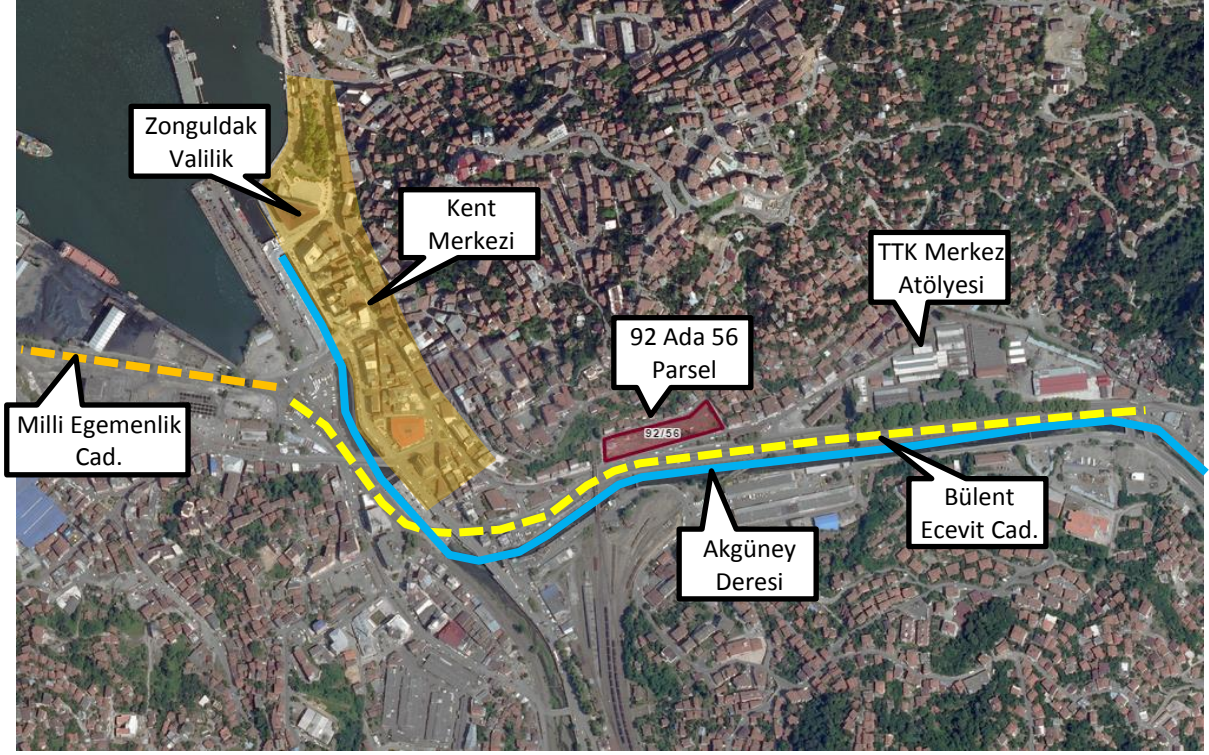 Zonguldak
Valilik
Kent
Merkezi
TTK Merkez
Atölyesi
92 Ada 56
Parsel
92/56
Milli Egemenlik
Cad.
Bülent
Ecevit Cad.
Akgüney
Deresi